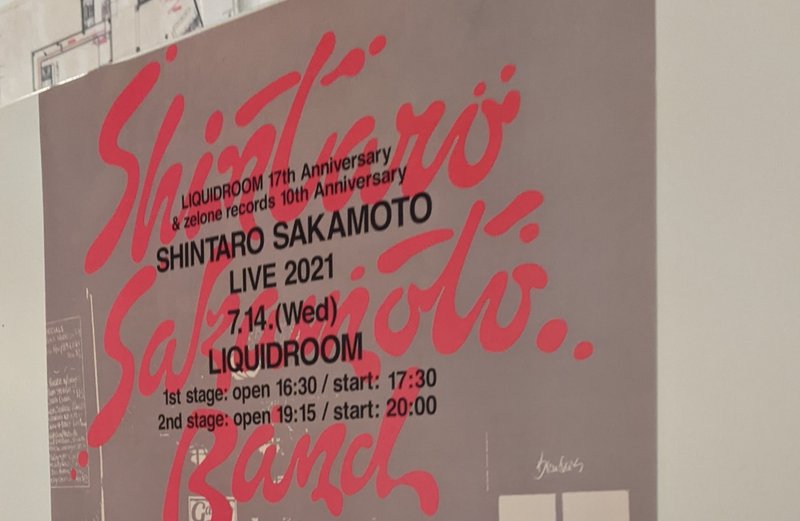 Shintaro
LIQUIDROOM 17th Anniversary
& zelone records 10th Anniversary
SHINTARO SAKAMOTO
LIVE 2021
7.14.(Wed)
LIQUIDROOM
1st stage: open 16:30 / start: 17:30
2nd stage: open 19:15 / start: 20:00
Sakamoto..
Band